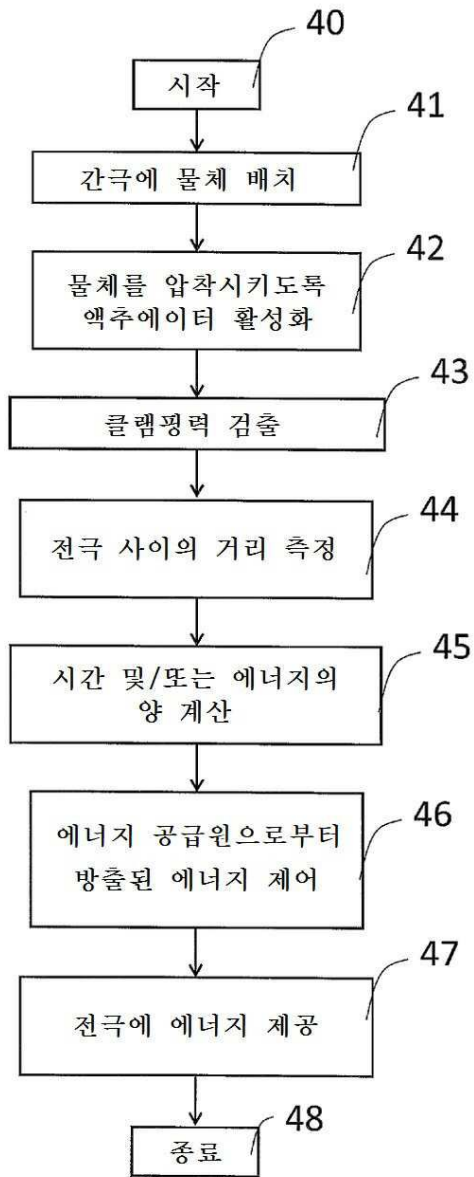 40
시작
41
간극에 물체 배치
42
물체를 압착시키도록
액추에이터 활성화
43
클램핑력 검출
44
전극 사이의 거리 측정
45
시간 및/또는 에너지의
양 계산
46
에너지 공급원으로부터
방출된 에너지 제어
47
전극에 에너지 제공
48
종료